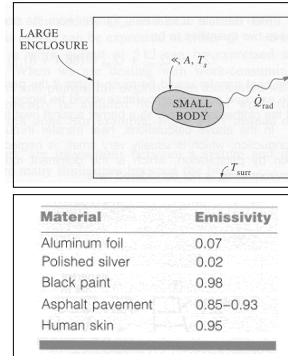 LARGE
ENCLOSURE
∝, A, Ts
SMALL
BODY
Q̇rad
Tsurr
Material Emissivity
Aluminum foil 0.07
Polished silver 0.02
Black paint 0.98
Asphalt pavement 0.85–0.93
Human skin 0.95